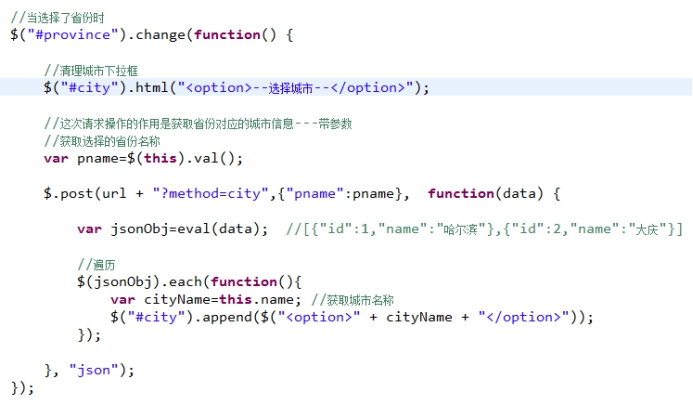 //当选择了省份时
$("#province").change(function() {
//清理城市下拉框
$("#city").html("<option>--选择城市--</option>");
//这次请求操作的作用是获取省份对应的城市信息---带参数
//获取选择的省份名称
var pname=$(this).val();
$.post(url + "?method=city",{"pname":pname},  function(data) {
var jsonObj=eval(data);  //[{"id":1,"name":"哈尔滨"},{"id":2,"name":"大庆"}]
//遍历
$(jsonObj).each(function(){
var cityName=this.name; //获取城市名称
$("#city").append($("<option>" + cityName + "</option>"));
});
}, "json");
});